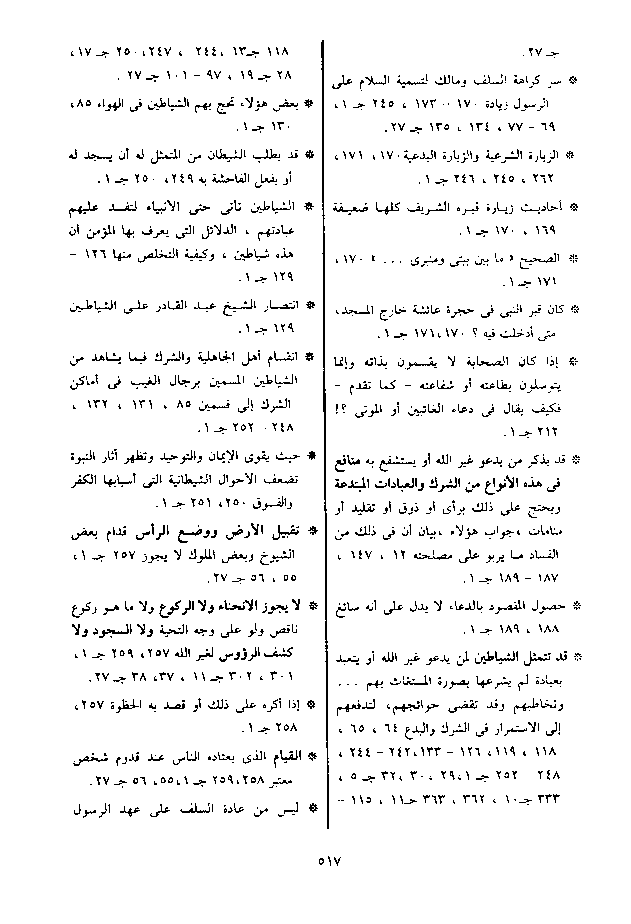 جـ ٢٧.
* سر كراهة السلف ومالك لتسمية السلام على
الرسول زيارة ١٧٠ – ١٧٣ ، ٢٤٥ جـ ١،
٦٩ – ٧٧ ، ١٣٤ ، ١٣٥ جـ ٢٧.
* الزيارة الشرعية والزيارة البدعية ١٧٠ ، ١٧١،
٢٦٢ ، ٢٤٥ ، ٢٤٦ جـ ١.
* أحاديث زيارة قبره الشريف كلها ضعيفة
١٦٩ ، ١٧٠ جـ ١.
* الصحيح « ما بين بيتى ومنبرى ... » ١٧٠ ،
١٧١ جـ ١.
* كان قبر النبى فى حجرة عائشة خارج المسجد،
متى أدخلت فيه ؟ ١٧٠ ، ١٧١ جـ ١.
* إذا كان الصحابة لا يقسمون بذاته وإنما
يتوسلون بطاعته أو شفاعته – كما تقدم –
فكيف يقال فى دعاء الغائبين أو الموتى ؟!
٢١٢ جـ ١.
* قد يذكر من يدعو غير الله أو يستشفع به منافع
فى هذه الأنواع من الشرك والعبادات المبتدعة
ويحتج على ذلك برأى أو ذوق أو تقليد أو
منامات ، جواب هؤلاء ، بيان أن فى ذلك من
الفساد ما يربو على مصلحته ١٢ ، ١٤٧ ،
١٨٧ – ١٨٩ جـ ١.
* حصول المقصود بالدعاء لا يدل على أنه سائغ
١٨٨ ، ١٨٩ جـ ١.
* قد تتمثل الشياطين لمن يدعو غير الله أو يتعبد
بعبادة لم يشرعها بصورة المستغاث بهم ...
وتخاطبهم وقد تقضى حوائجهم، لتدفعهم
إلى الاستمرار فى الشرك والبدع ٦٤ ، ٦٥ ،
١١٨ ، ١١٩، ١٢٦ – ١٣٣، ٢٤٢ – ٢٤٤ ،
٢٤٨ – ٢٥٢ جـ ١، ٢٩ ، ٣٠، ٣٢ جـ ٥ ،
٣٣٣ جـ ١٠ ، ٣٦٢ ، ٣٦٣ جـ ١١ ، ١١٥ –
١١٨ جـ ١٣، ٢٤٤ ، ٢٤٧، ٢٥٠ جـ ١٧،
٢٨ جـ ١٩ ، ٩٧ – ١٠١ جـ ٢٧ .
* بعض هؤلاء تحج بهم الشياطين فى الهواء ٨٥،
١٣٠ جـ ١.
* قد يطلب الشيطان من المتمثل له أن يسجد له
أو يفعل الفاحشة به ٢٤٩، ٢٥٠ جـ ١.
* الشياطين تأتى حتى الأنبياء لتفسد عليهم
عبادتهم ، الدلائل التى يعرف بها المؤمن أن
هذه شياطين ، وكيفية التخلص منها ١٢٦ –
١٢٩ جـ ١.
* انتصار الشيخ عبد القادر على الشياطين
١٢٩ جـ ١.
* انقسام أهل الجاهلية والشرك فيما يشاهد من
الشياطين المسمين برجال الغيب فى أماكن
الشرك إلى قسمين ٨٥ ، ١٣١ ، ١٣٢ ،
٢٤٨ – ٢٥٢ جـ ١.
* حيث يقوى الإيمان والتوحيد وتظهر آثار النبوة
تضعف الأحوال الشيطانية التى أسبابها الكفر
والفسوق ٢٥٠، ٢٥١ جـ ١.
* تقبيل الأرض ووضع الرأس قدام بعض
الشيوخ وبعض الملوك لا يجوز ٢٥٧ جـ ١،
٥٥ ، ٥٦ جـ ٢٧.
* لا يجوز الانحناء ولا الركوع ولا ما هو ركوع
ناقص ولو على وجه التحية ولا السجود ولا
كشف الرؤوس لغير الله ٢٥٧، ٢٥٩ جـ ١،
٣٠١ ، ٣٠٢ جـ ١١ ، ٣٧، ٣٨ جـ ٢٧.
* إذا أكره على ذلك أو قصد به الحظوة ٢٥٧،
٢٥٨ جـ ١.
* القيام الذى يعتاده الناس عند قدوم شخص
معتبر ٢٥٨، ٢٥٩ جـ ١، ٥٥، ٥٦ جـ ٢٧.
* ليس من عادة السلف على عهد الرسول
٥١٧